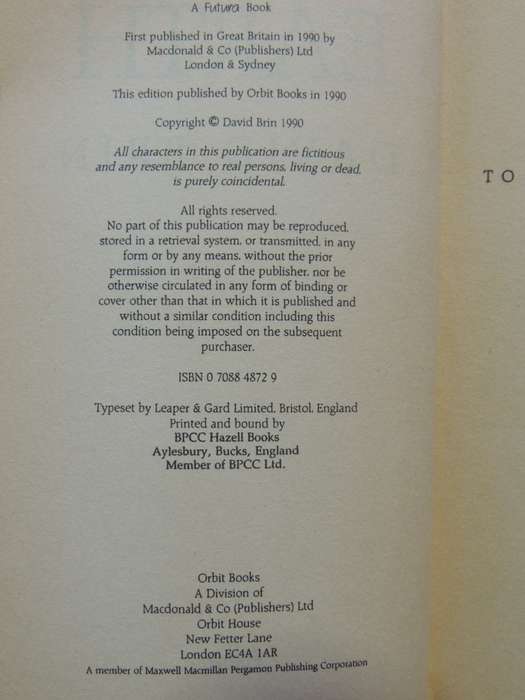 A Futura Book
First published in Great Britain in 1990 by
Macdonald & Co (Publishers) Ltd
London & Sydney
This edition published by Orbit Books in 1990
Copyright © David Brin 1990
All characters in this publication are fictitious
and any resemblance to real persons, living or dead,
is purely coincidental.
All rights reserved.
No part of this publication may be reproduced,
stored in a retrieval system, or transmitted, in any
form or by any means, without the prior
permission in writing of the publisher, nor be
otherwise circulated in any form of binding or
cover other than that in which it is published and
without a similar condition including this
condition being imposed on the subsequent
purchaser.
ISBN 0 7088 4872 9
Typeset by Leaper & Gard Limited, Bristol, England
Printed and bound by
BPCC Hazell Books
Aylesbury, Bucks, England
Member of BPCC Ltd.
Orbit Books
A Division of
Macdonald & Co (Publishers) Ltd
Orbit House
New Fetter Lane
London EC4A 1AR
A member of Maxwell Macmillan Pergamon Publishing Corporation
TO